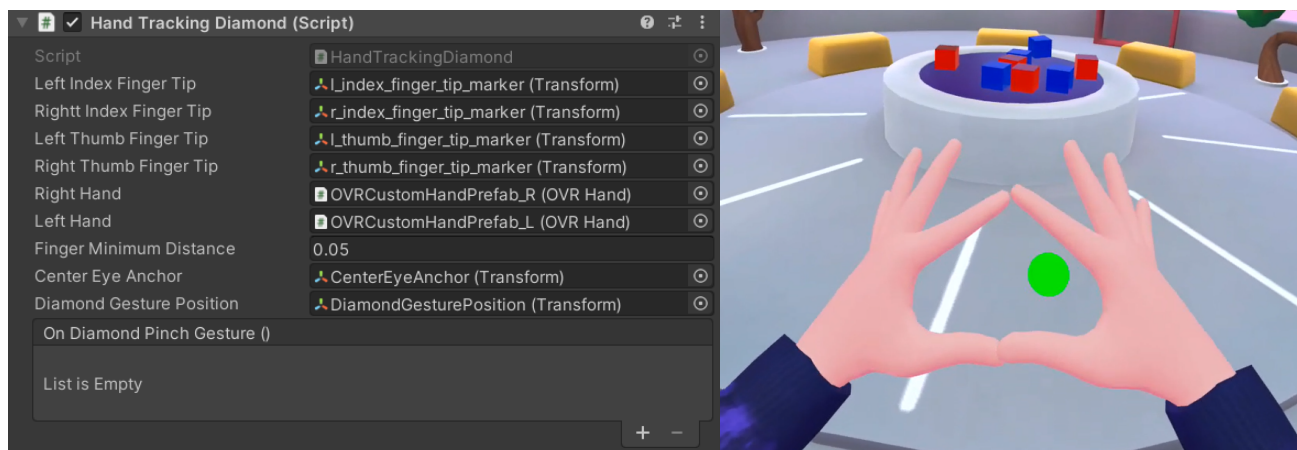 Hand Tracking Diamond (Script)
Script HandTrackingDiamond
Left Index Finger Tip l_index_finger_tip_marker (Transform)
Rightt Index Finger Tip r_index_finger_tip_marker (Transform)
Left Thumb Finger Tip l_thumb_finger_tip_marker (Transform)
Right Thumb Finger Tip r_thumb_finger_tip_marker (Transform)
Right Hand OVRCustomHandPrefab_R (OVR Hand)
Left Hand OVRCustomHandPrefab_L (OVR Hand)
Finger Minimum Distance 0.05
Center Eye Anchor CenterEyeAnchor (Transform)
Diamond Gesture Position DiamondGesturePosition (Transform)
On Diamond Pinch Gesture ()
List is Empty